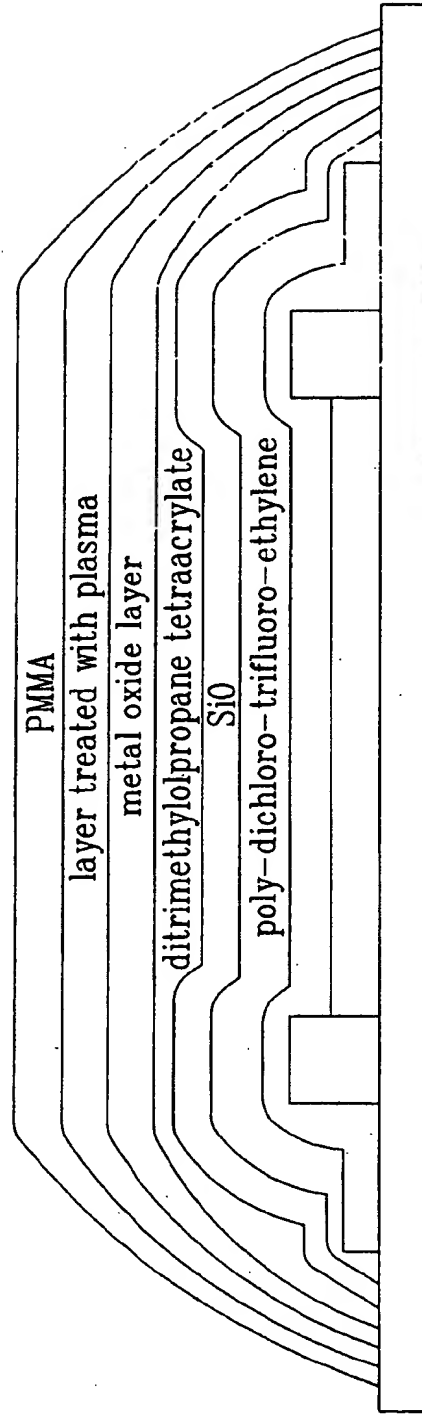 PMMA
layer treated with plasma
metal oxide layer
ditrimethylolpropane tetraacrylate
SiO
poly-dichloro-trifluoro-ethylene